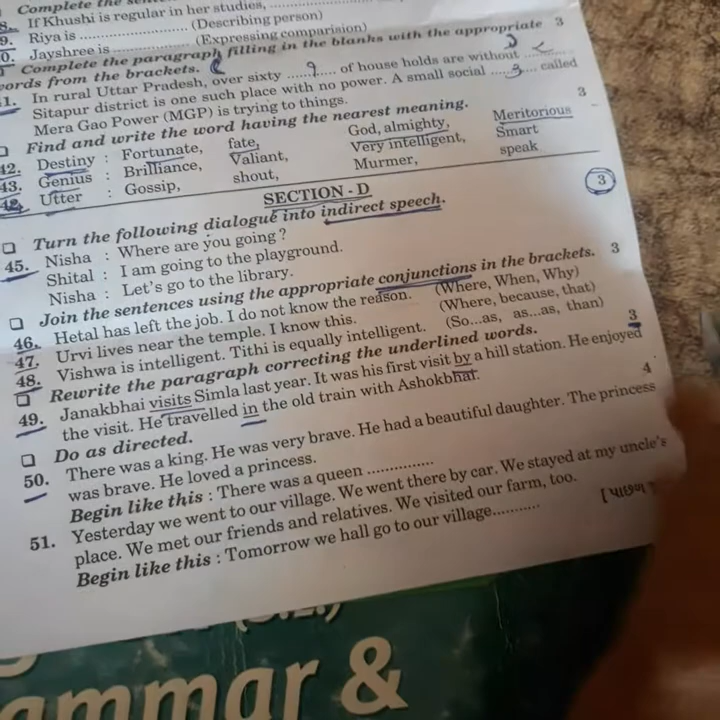 Complete the sen
8. If Khushi is regular in her studies, ...............
9. Riya is ........................ (Describing person)
0. Jayshree is ................. (Expressing comparision)
Complete the paragraph filling in the blanks with the appropriate 3
words from the brackets.
1. In rural Uttar Pradesh, over sixty ......... of house holds are without .........
Sitapur district is one such place with no power. A small social ......... called
Mera Gao Power (MGP) is trying to things.
❑ Find and write the word having the nearest meaning. 3
42. Destiny : Fortunate, fate, God, almighty, Meritorious
43. Genius : Brilliance, Valiant, Very intelligent, Smart
Utter : Gossip, shout, Murmer, speak
SECTION - D
❑ Turn the following dialogue into indirect speech. 3
45. Nisha : Where are you going ?
Shital : I am going to the playground.
Nisha : Let's go to the library.
❑ Join the sentences using the appropriate conjunctions in the brackets. 3
46. Hetal has left the job. I do not know the reason. (Where, When, Why)
47. Urvi lives near the temple. I know this. (Where, because, that)
48. Vishwa is intelligent. Tithi is equally intelligent. (So...as, as...as, than)
❑ Rewrite the paragraph correcting the underlined words. 3
49. Janakbhai visits Simla last year. It was his first visit by a hill station. He enjoyed
the visit. He travelled in the old train with Ashokbhai.
❑ Do as directed. 4
50. There was a king. He was very brave. He had a beautiful daughter. The princess
was brave. He loved a princess.
Begin like this : There was a queen ...............
51. Yesterday we went to our village. We went there by car. We stayed at my uncle's
place. We met our friends and relatives. We visited our farm, too.
Begin like this : Tomorrow we hall go to our village...........
ammar &